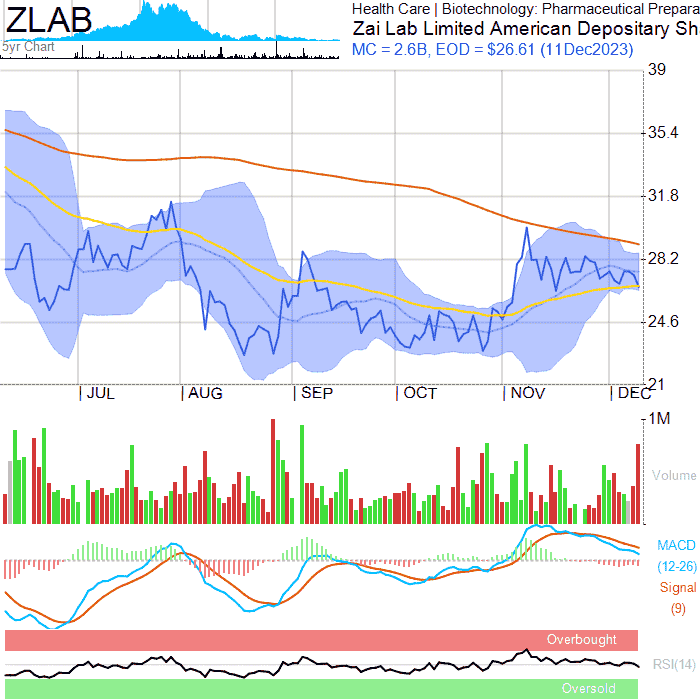 ZLAB
5yr Chart
Health Care | Biotechnology: Pharmaceutical Prepara
Zai Lab Limited American Depositary Sh
MC = 2.6B, EOD = $26.61 (11Dec2023)
39
35.4
31.8
28.2
24.6
21
| JUL | AUG | SEP | OCT | NOV | DEC
1M
Volume
MACD
(12-26)
Signal
(9)
Overbought
RSI(14)
Oversold